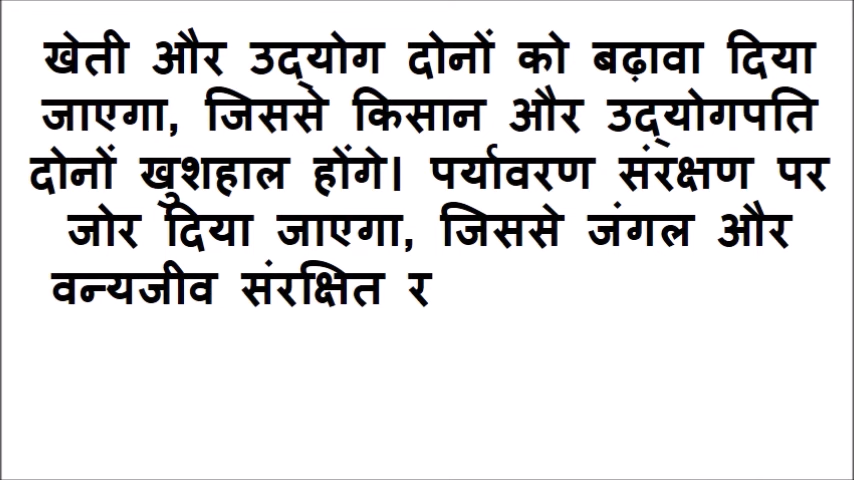 खेती और उद्योग दोनों को बढ़ावा दिया
जाएगा, जिससे किसान और उद्योगपति
दोनों खुशहाल होंगे। पर्यावरण संरक्षण पर
जोर दिया जाएगा, जिससे जंगल और
वन्यजीव संरक्षित र